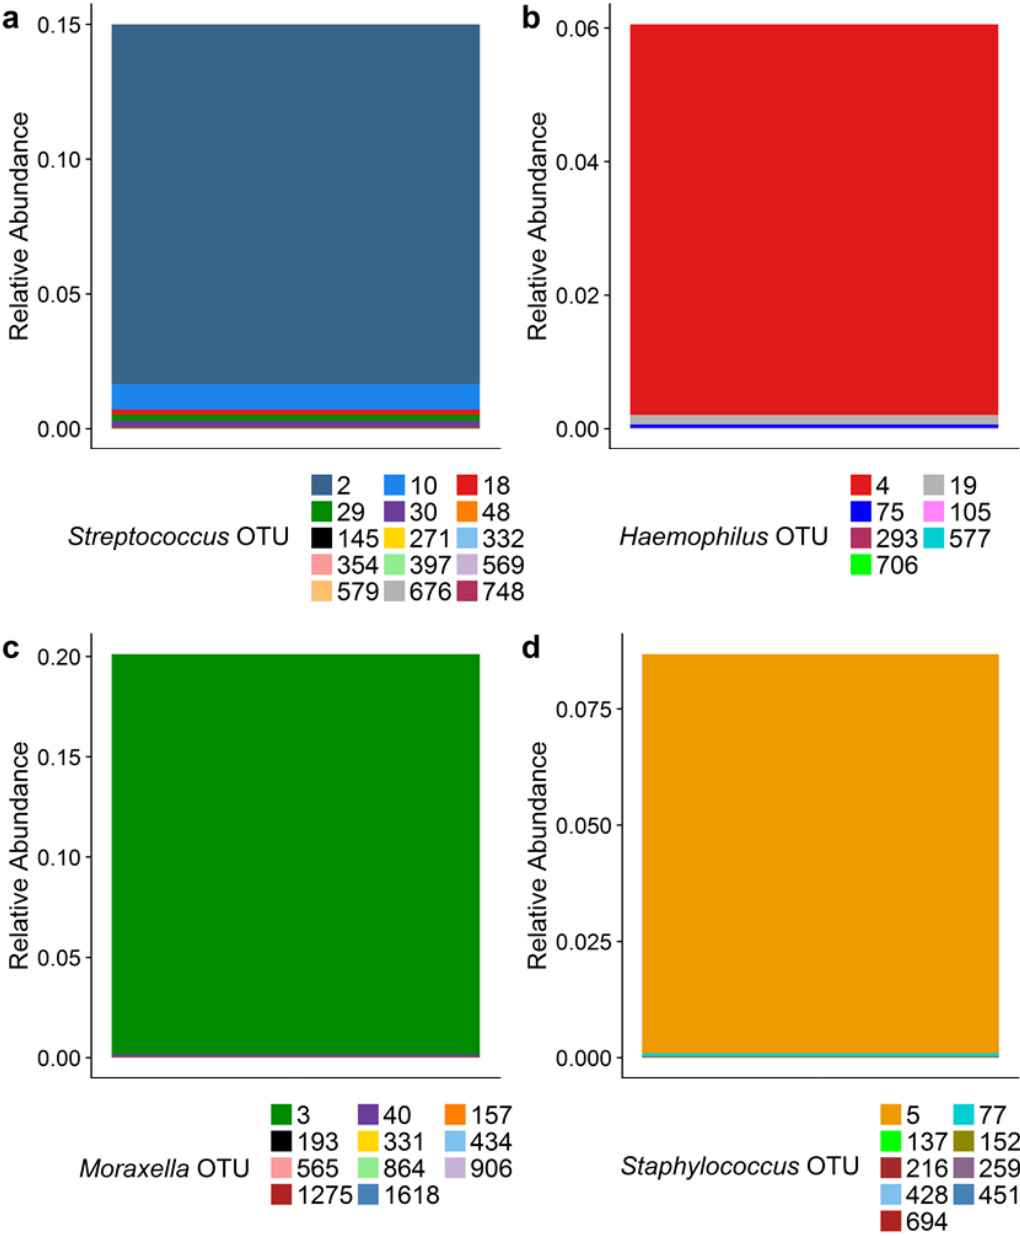 a
0.15
0.10
0.05
0.00
Relative Abundance
Streptococcus OTU
2 10 18
29 30 48
145 271 332
354 397 569
579 676 748
b
0.06
0.04
0.02
0.00
Relative Abundance
Haemophilus OTU
4 19
75 105
293 577
706
c
0.20
0.15
0.10
0.05
0.00
Relative Abundance
Moraxella OTU
3 40 157
193 331 434
565 864 906
1275 1618
d
0.075
0.050
0.025
0.000
Relative Abundance
Staphylococcus OTU
5 77
137 152
216 259
428 451
694